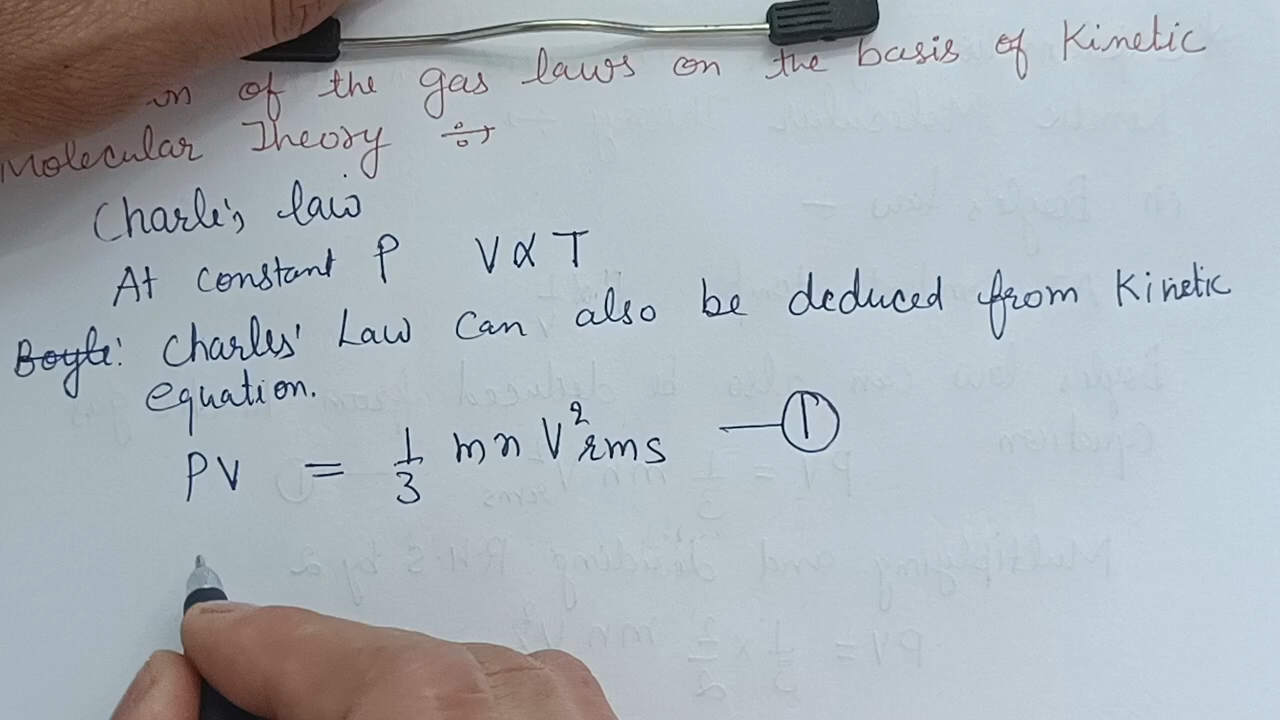 of the gas laws on the basis of Kinetic
Molecular Theory ÷→
Charle's law
At constant P V ∝ T
Boyle: Charles' Law can also be deduced from Kinetic
equation.
PV = 1/3 mn V²rms —①